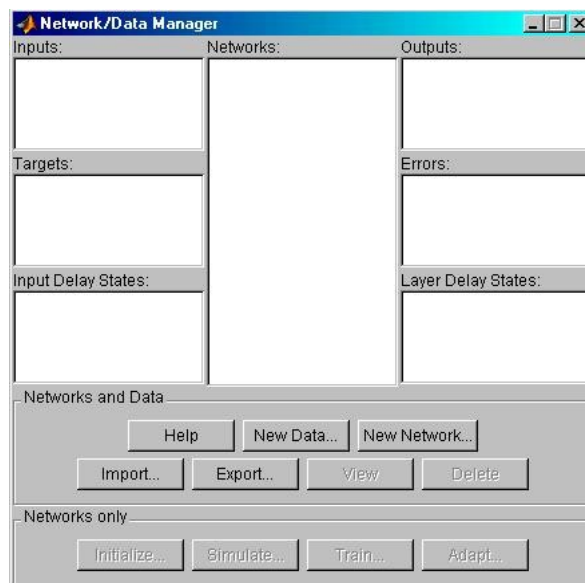 Network/Data Manager
Inputs: Networks: Outputs:
Targets: Errors:
Input Delay States: Layer Delay States:
Networks and Data
Help New Data... New Network...
Import... Export... View Delete
Networks only
Initialize... Simulate... Train... Adapt...